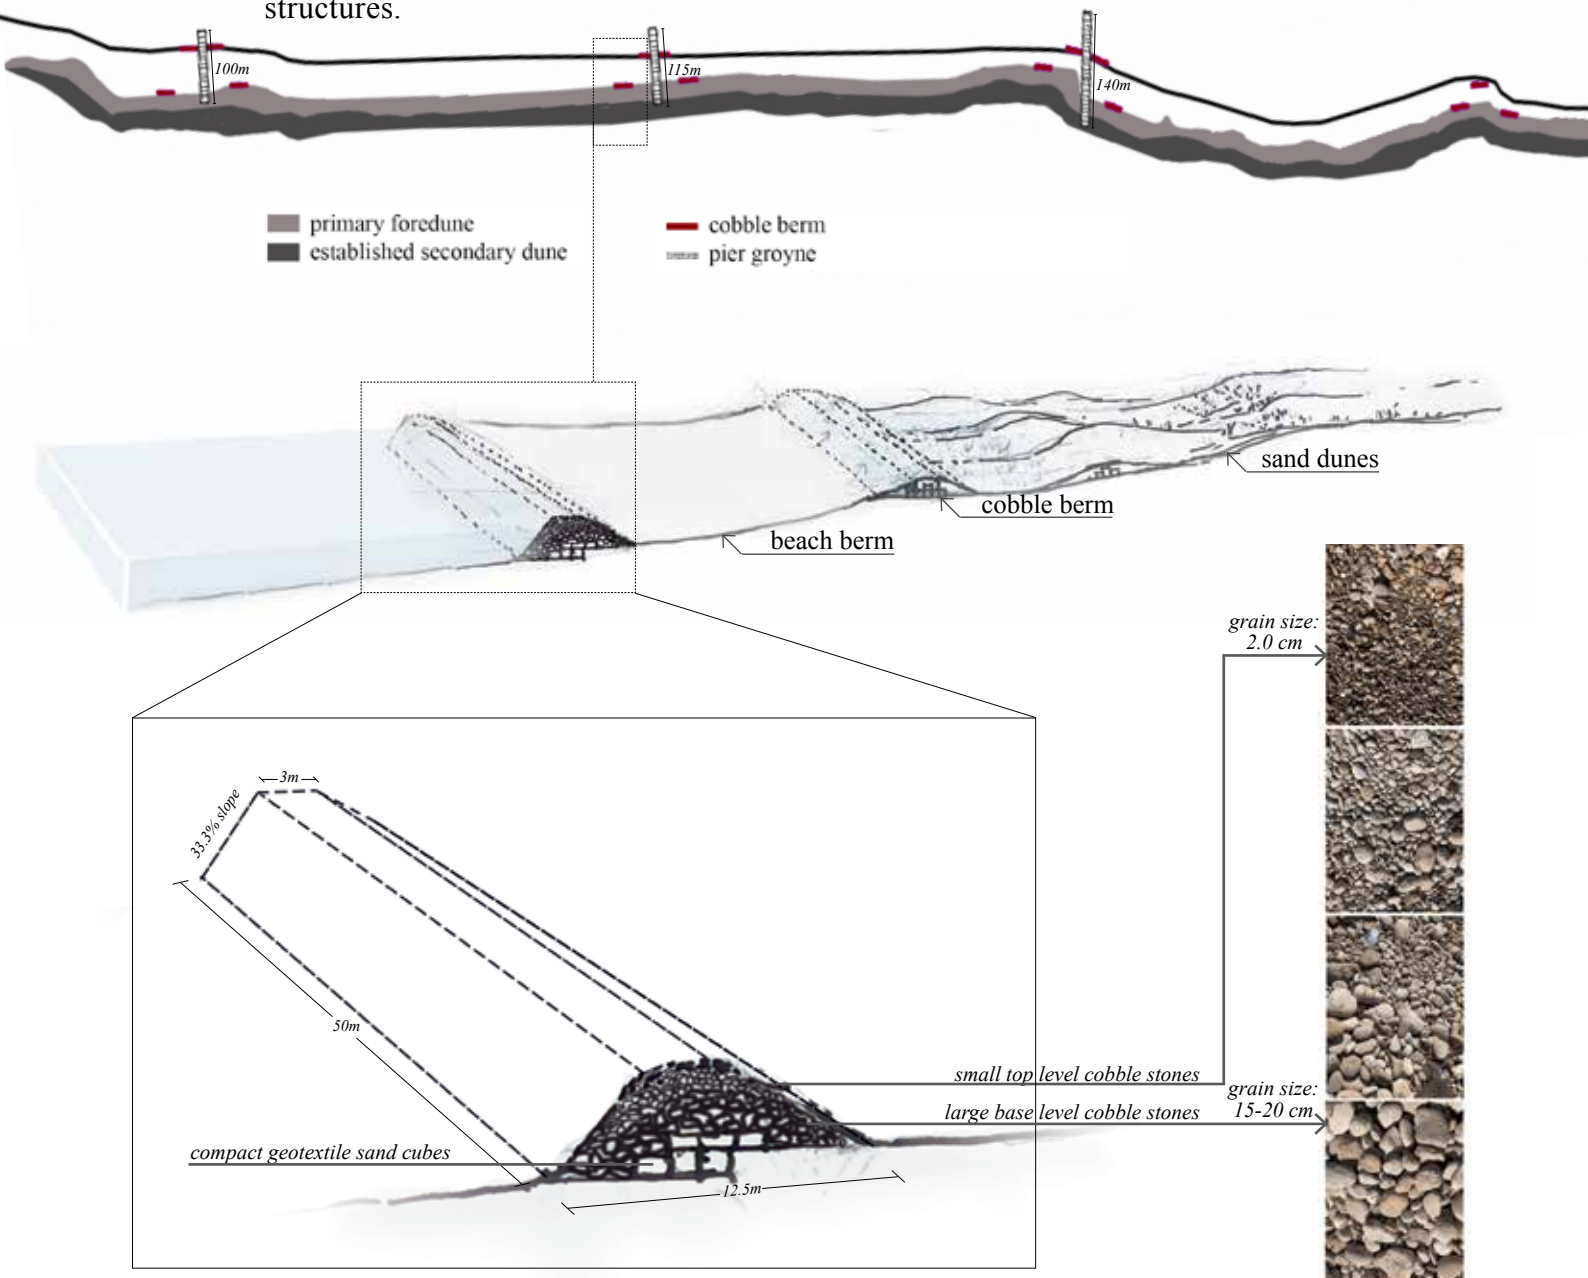 structures.
100m
115m
140m
primary foredune
established secondary dune
cobble berm
pier groyne
sand dunes
cobble berm
beach berm
grain size:
2.0 cm
3m
33.3% slope
50m
small top level cobble stones
large base level cobble stones
grain size:
15-20 cm
compact geotextile sand cubes
12.5m